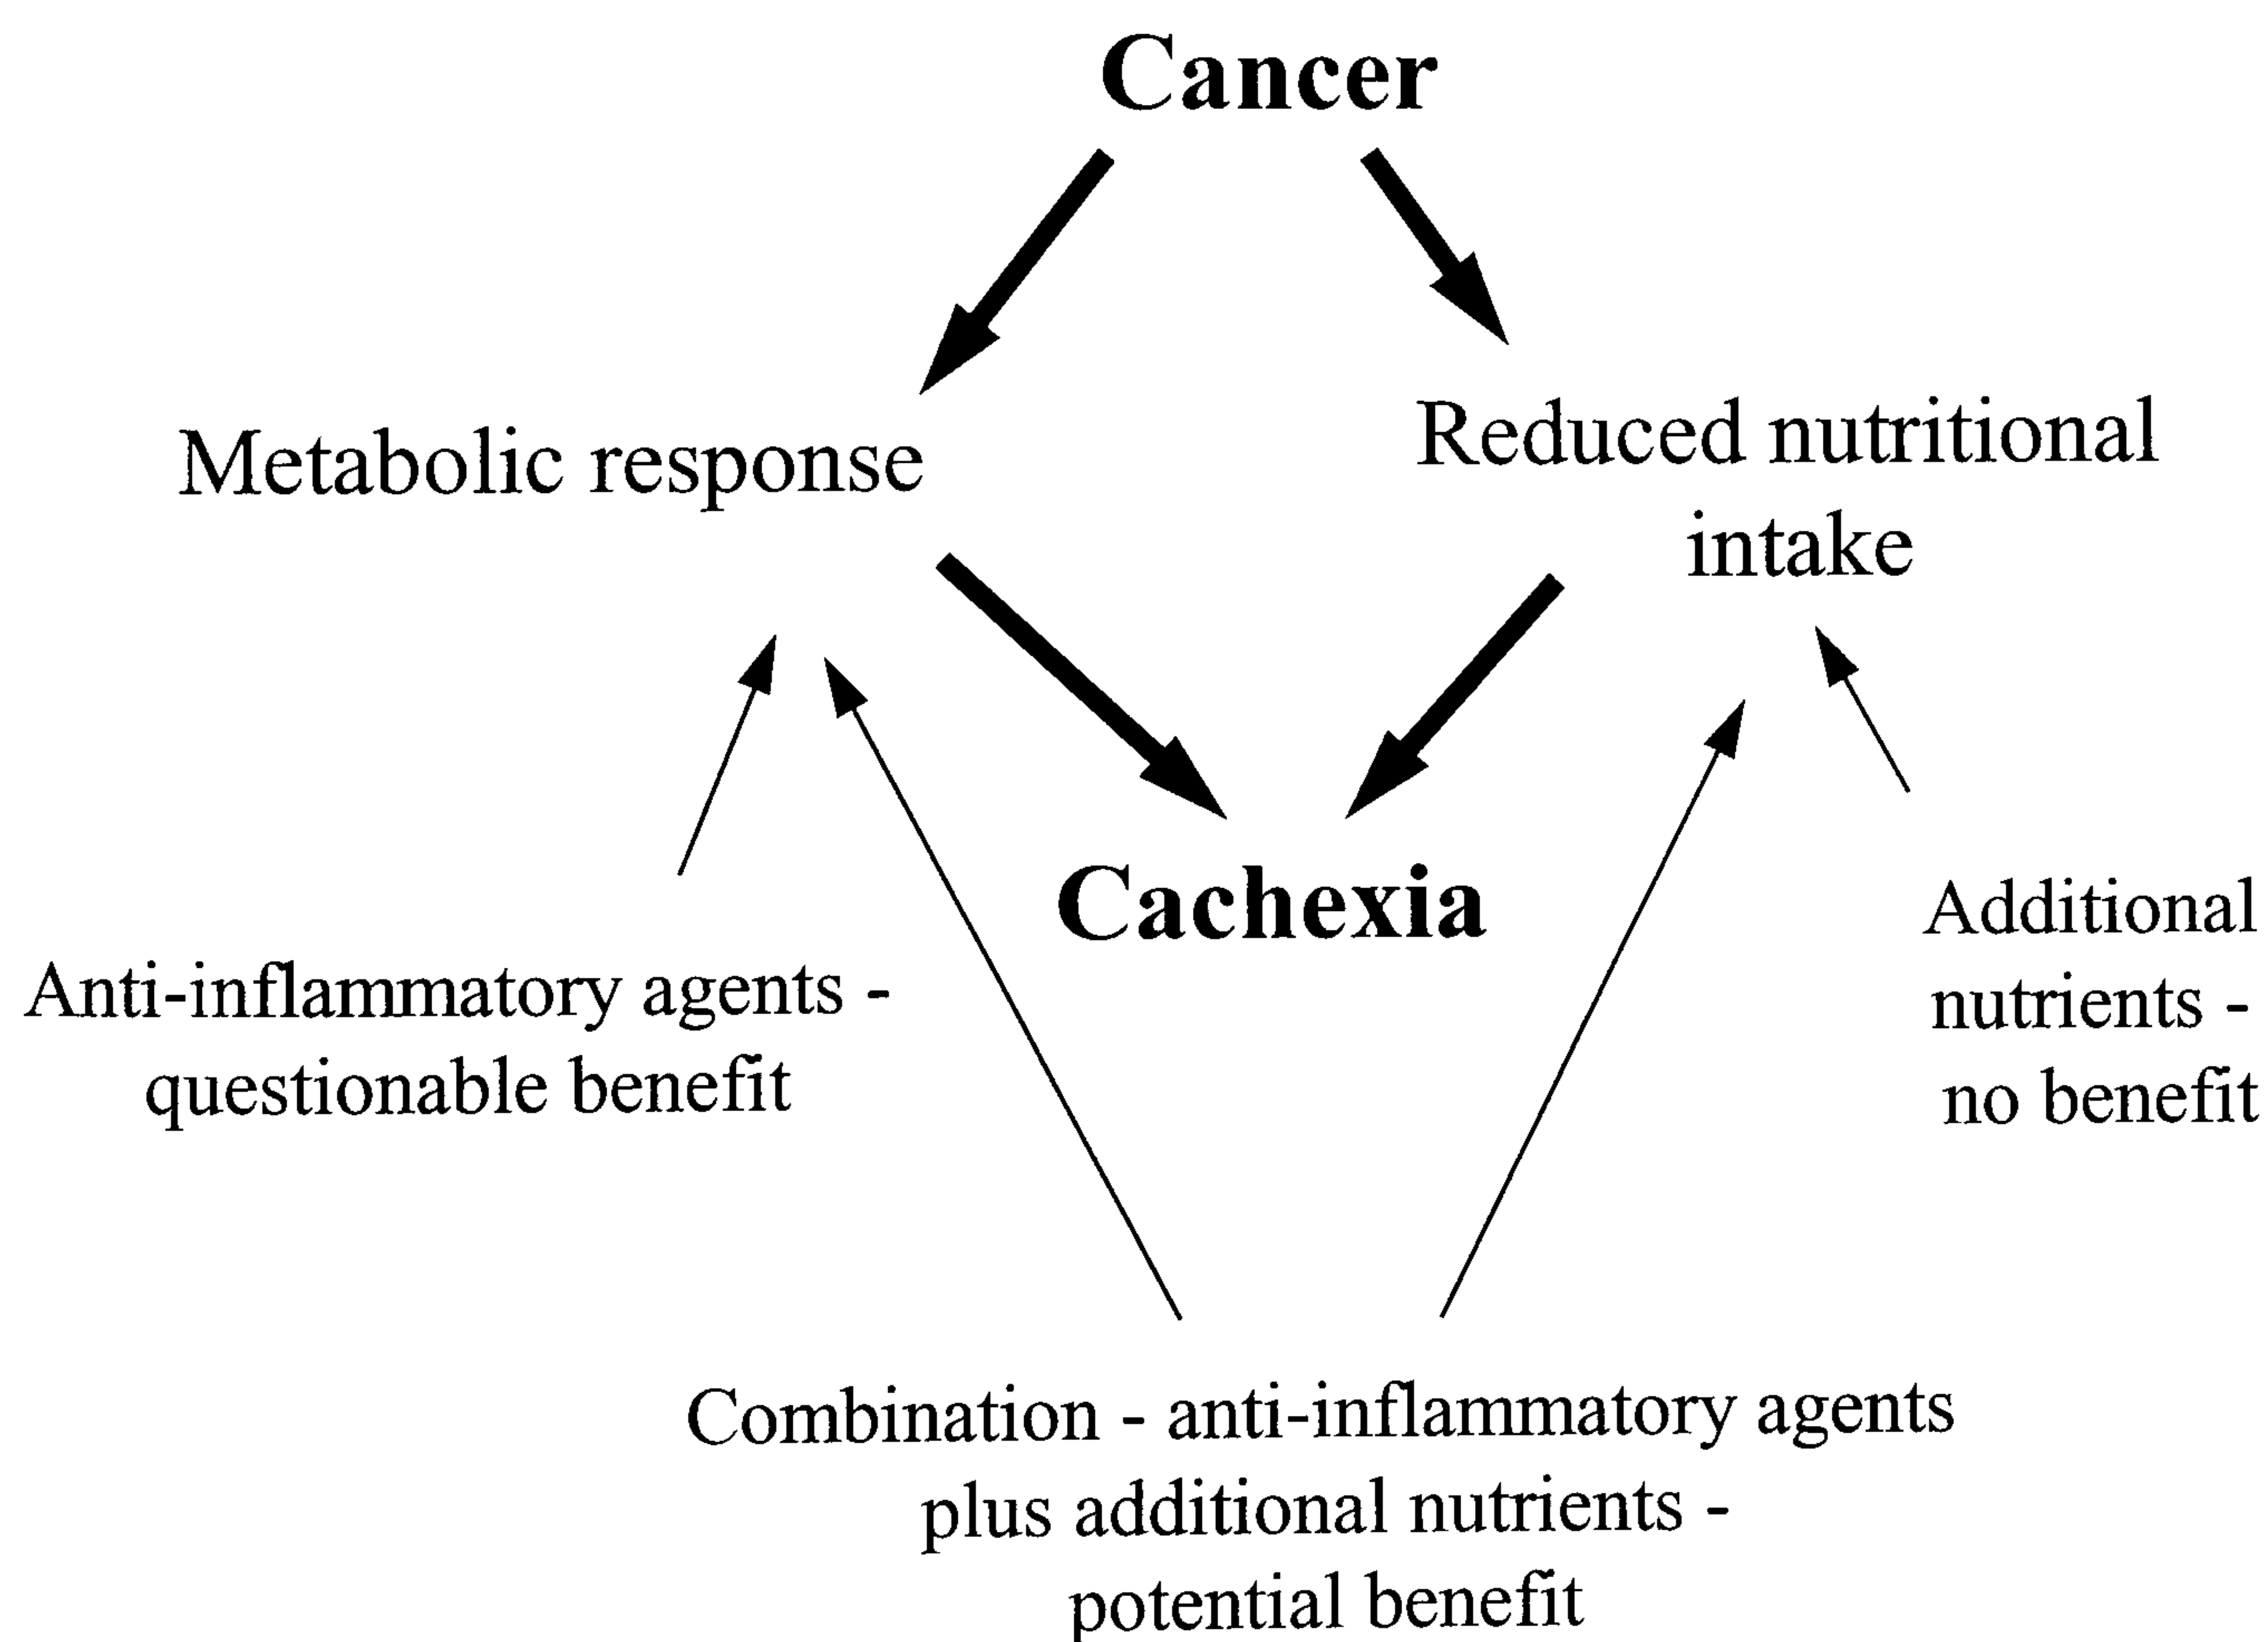 Cancer
Metabolic response
Reduced nutritional
intake
Cachexia
Anti-inflammatory agents -
questionable benefit
Additional
nutrients -
no benefit
Combination - anti-inflammatory agents
plus additional nutrients -
potential benefit